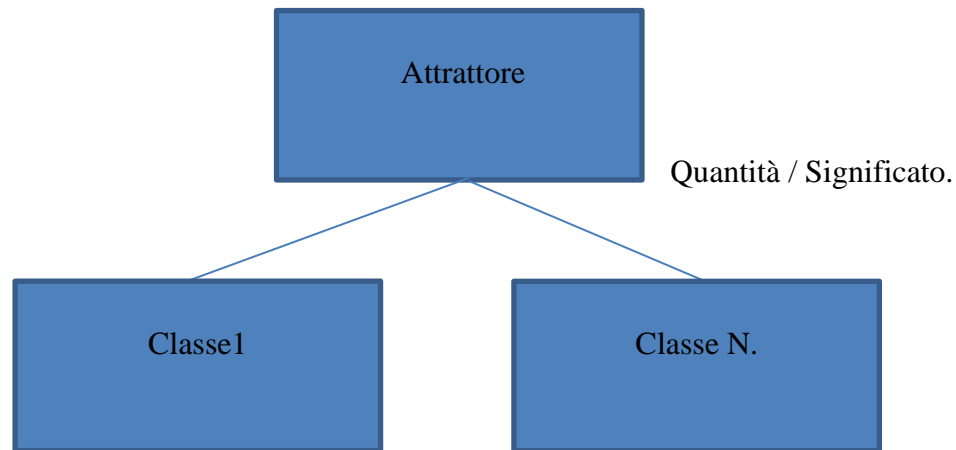 Attrattore
Quantità / Significato.
Classe1
Classe N.